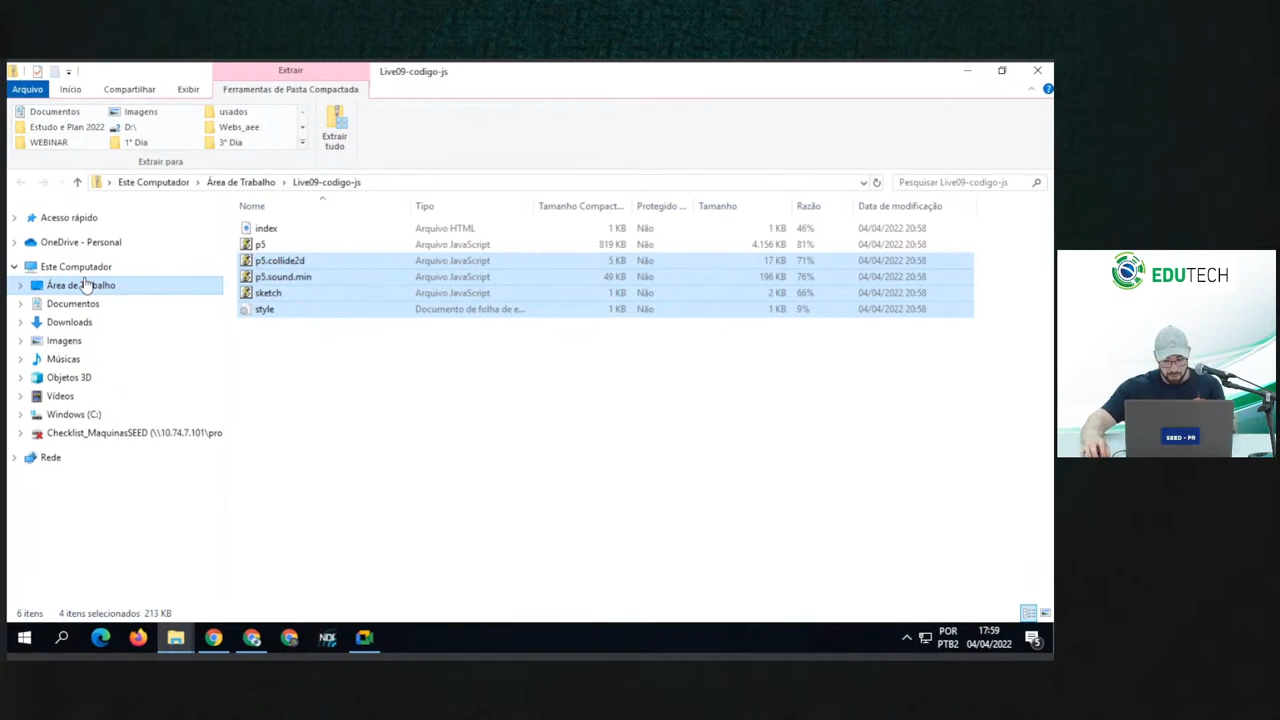 Extrair
Live09-codigo-js
Arquivo
Início
Compartilhar
Exibir
Ferramentas de Pasta Compactada
Documentos
Imagens
usados
Estudo e Plan 2022
D:\
Webs_aee
WEBINAR
1° Dia
3° Dia
Extrair tudo
Extrair para
Este Computador > Área de Trabalho > Live09-codigo-js
Pesquisar Live09-codigo-js
Nome Tipo Tamanho Compact... Protegido ... Tamanho Razão Data de modificação
index Arquivo HTML 1 KB Não 1 KB 46% 04/04/2022 20:58
p5 Arquivo JavaScript 819 KB Não 4.156 KB 81% 04/04/2022 20:58
p5.collide2d Arquivo JavaScript 5 KB Não 17 KB 71% 04/04/2022 20:58
p5.sound.min Arquivo JavaScript 49 KB Não 196 KB 76% 04/04/2022 20:58
sketch Arquivo JavaScript 1 KB Não 2 KB 66% 04/04/2022 20:58
style Documento de folha de e... 1 KB Não 1 KB 9% 04/04/2022 20:58
Acesso rápido
OneDrive - Personal
Este Computador
Área de Trabalho
Documentos
Downloads
Imagens
Músicas
Objetos 3D
Vídeos
Windows (C:)
Checklist_MaquinasSEED (\\10.74.7.101\pro
Rede
6 itens 4 itens selecionados 213 KB
POR
PTB2
17:59
04/04/2022
5
EDUTECH
SEED - PR